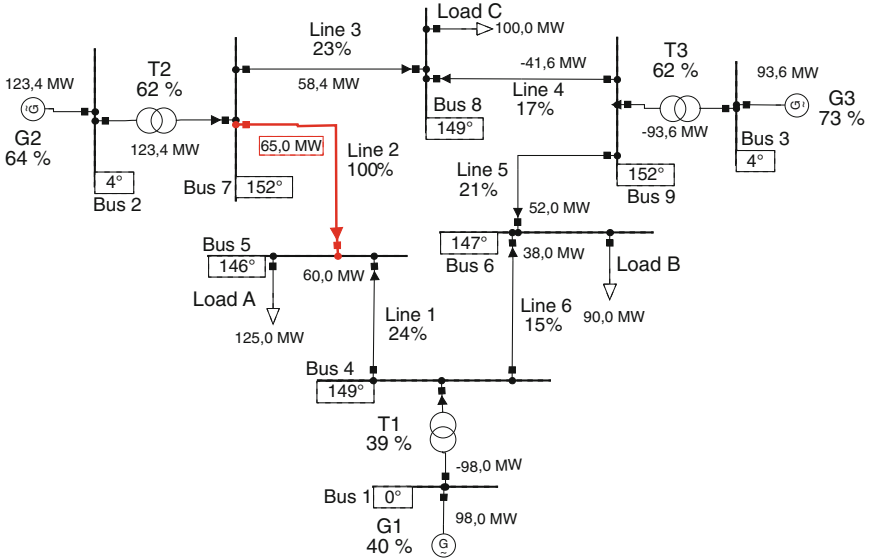 Load C
100,0 MW
Line 3
23%
58,4 MW
-41,6 MW
Line 4
17%
T3
62 %
-93,6 MW
93,6 MW
G3
73 %
Bus 3
4°
123,4 MW
G
G2
64 %
T2
62 %
123,4 MW
4°
Bus 2
Bus 7
152°
65,0 MW
Line 2
100%
Bus 8
149°
G
Line 5
21%
152°
Bus 9
52,0 MW
Bus 5
146°
60,0 MW
Load A
125,0 MW
147°
Bus 6
38,0 MW
Load B
90,0 MW
Line 1
24%
Line 6
15%
Bus 4
149°
T1
39 %
-98,0 MW
Bus 1
0°
G1
40 %
98,0 MW
G